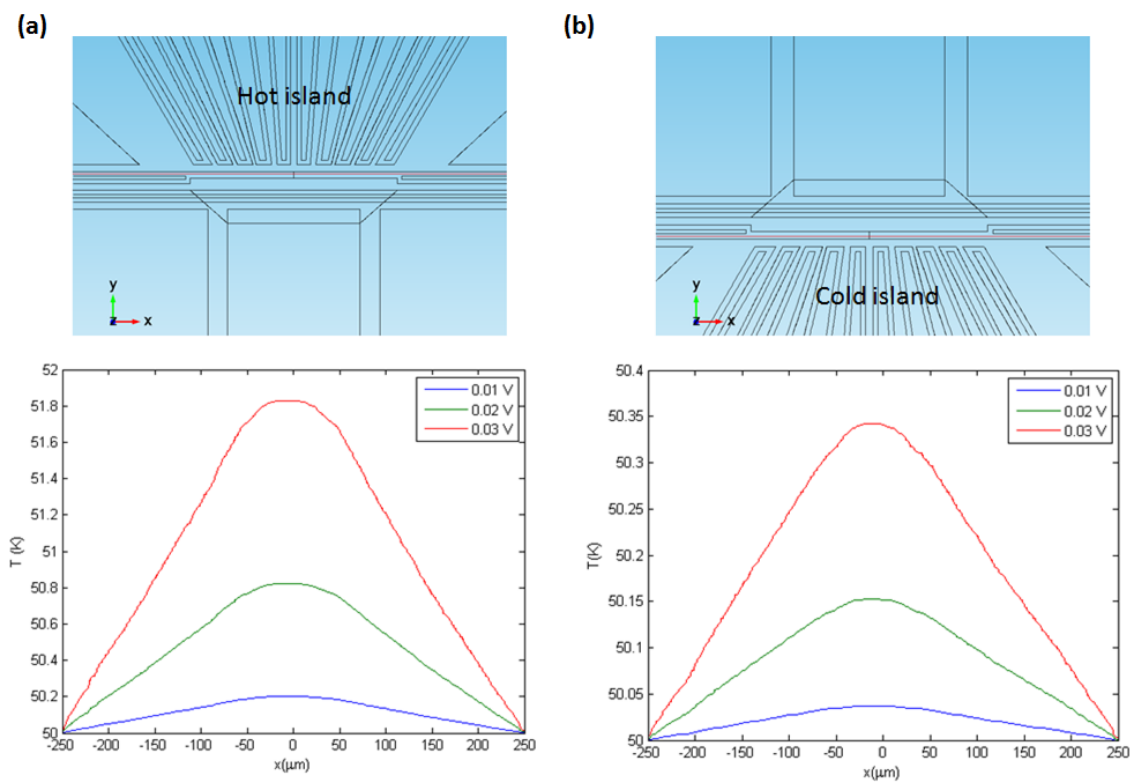 (a)
Hot island
y
z
x
52
51.8
51.6
51.4
51.2
51
50.8
50.6
50.4
50.2
50
T (K)
0.01 V
0.02 V
0.03 V
-250
-200
-150
-100
-50
0
50
100
150
200
250
x(μm)
(b)
Cold island
y
z
x
50.4
50.35
50.3
50.25
50.2
50.15
50.1
50.05
50
T(K)
0.01 V
0.02 V
0.03 V
-250
-200
-150
-100
-50
0
50
100
150
200
250
x(μm)